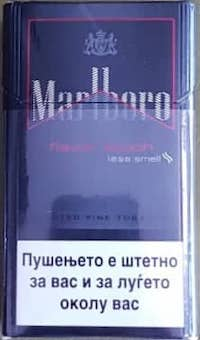 Marlboro
less smell
Пушењето е штетно
за вас и за луѓето
околу вас